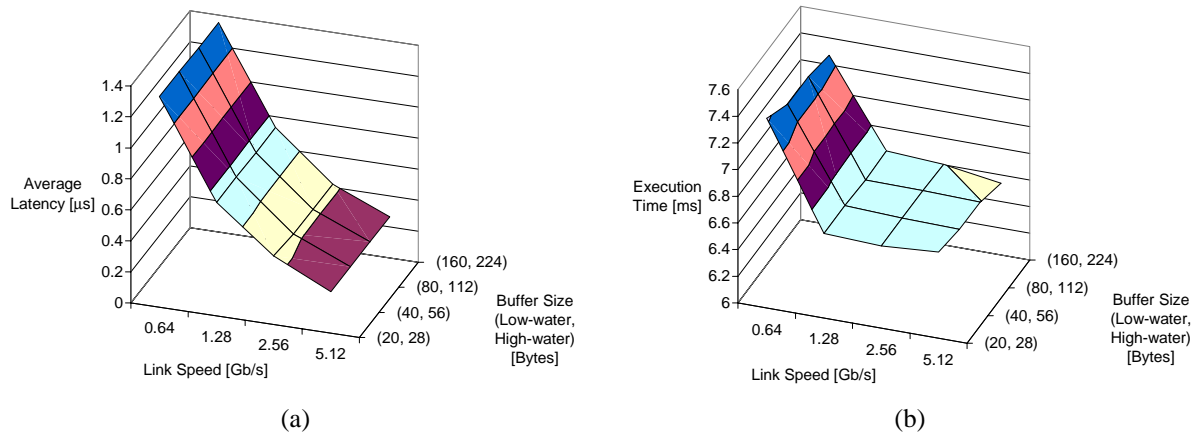 1.4
1.2
1
0.8
0.6
0.4
0.2
0
Average
Latency [μs]
0.64
1.28
2.56
5.12
Link Speed [Gb/s]
(160, 224)
(80, 112)
(40, 56)
(20, 28)
Buffer Size
(Low-water,
High-water)
[Bytes]
(a)
7.6
7.4
7.2
7
6.8
6.6
6.4
6.2
6
Execution
Time [ms]
0.64
1.28
2.56
5.12
Link Speed [Gb/s]
(160, 224)
(80, 112)
(40, 56)
(20, 28)
Buffer Size
(Low-water,
High-water)
[Bytes]
(b)